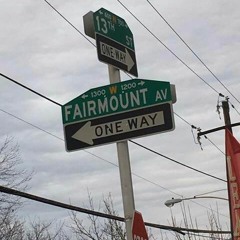 13TH ST
ONE WAY
1300 W 1200
FAIRMOUNT AV
ONE WAY